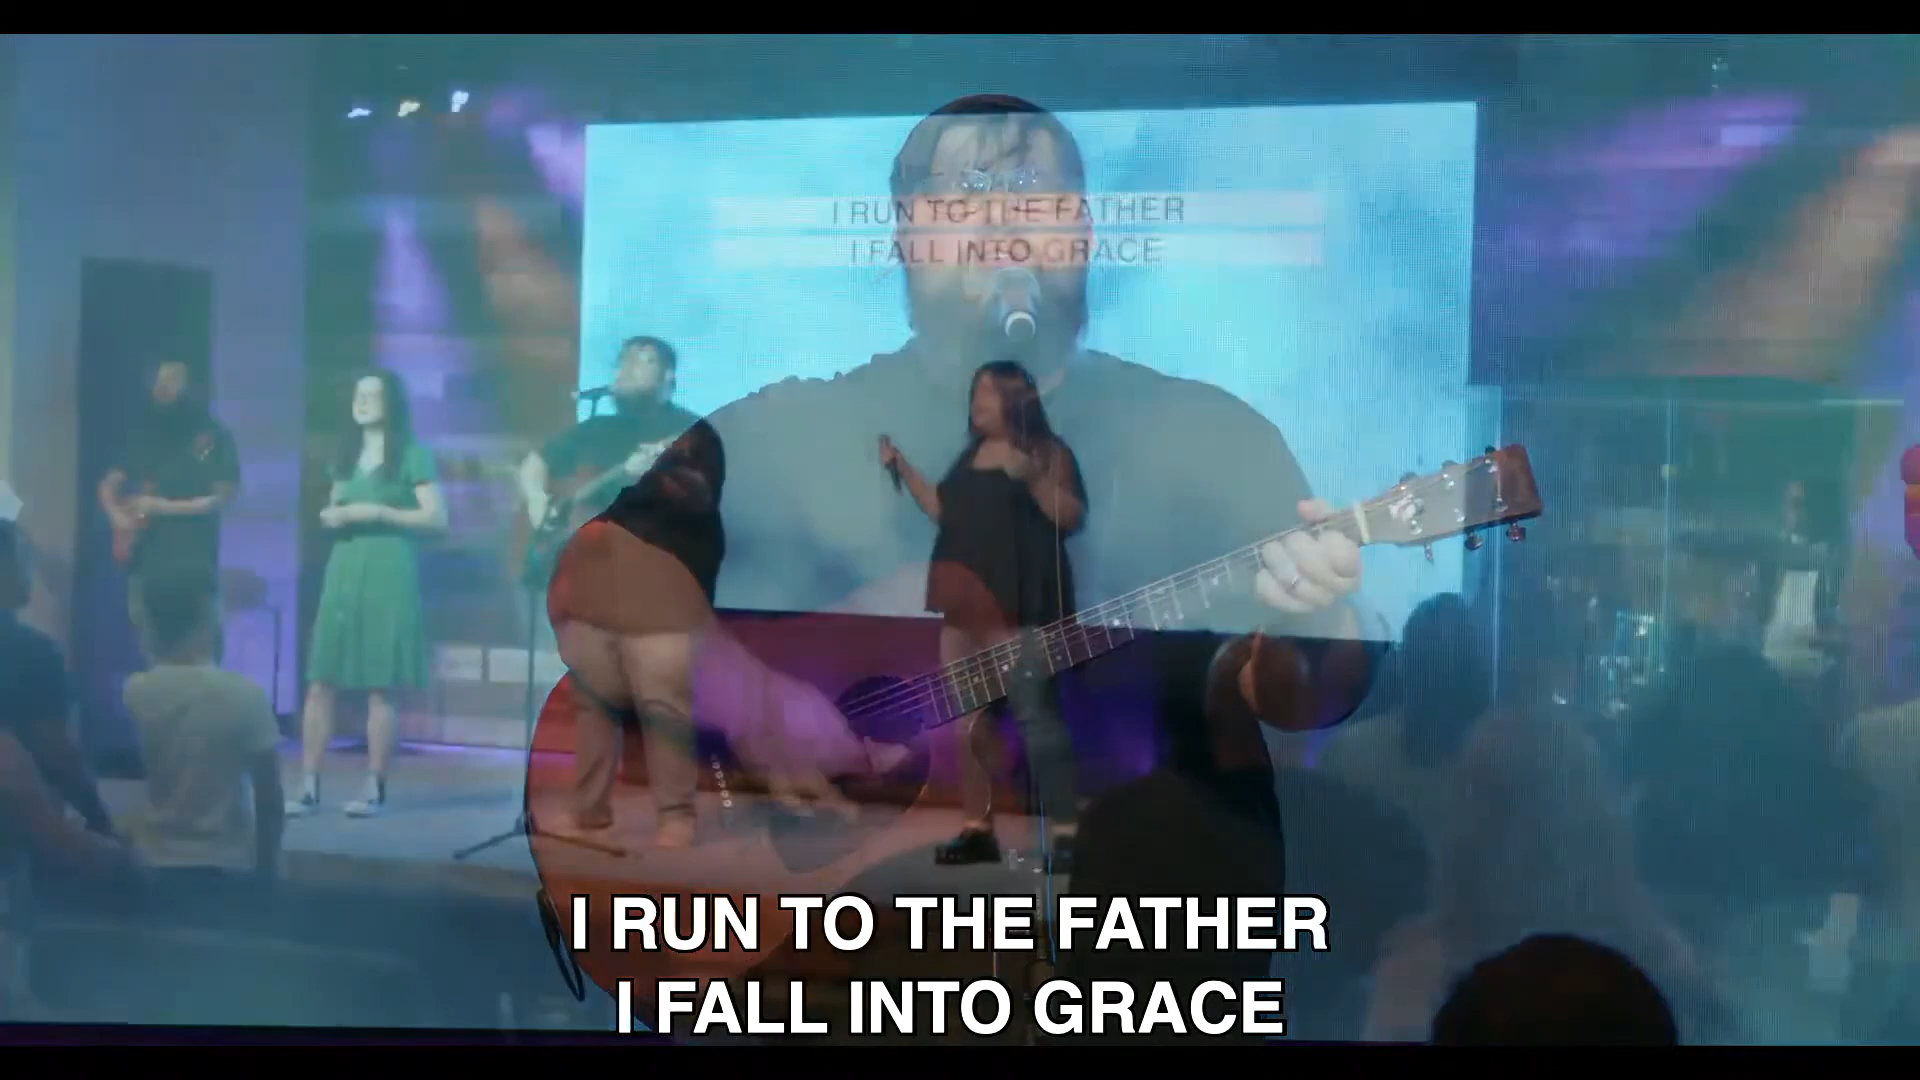 I RUN TO THE FATHER
I FALL INTO GRACE
I RUN TO THE FATHER
I FALL INTO GRACE